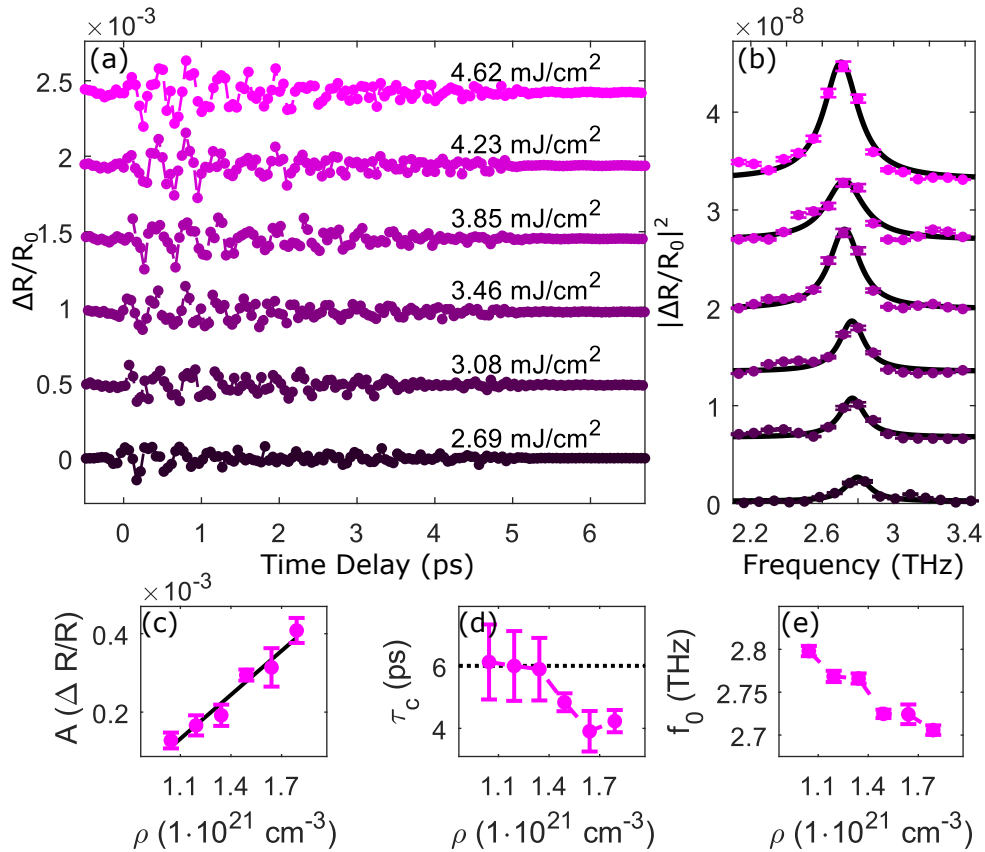 ×10⁻³
×10⁻⁸
(a)
(b)
4.62 mJ/cm²
4.23 mJ/cm²
3.85 mJ/cm²
3.46 mJ/cm²
3.08 mJ/cm²
2.69 mJ/cm²
2.5
2
1.5
1
0.5
0
ΔR/R₀
0 1 2 3 4 5 6
Time Delay (ps)
4
3
2
1
0
|ΔR/R₀|²
2.2 2.6 3 3.4
Frequency (THz)
×10⁻³
(c)
0.4
0.2
A (Δ R/R)
1.1 1.4 1.7
ρ (1·10²¹ cm⁻³)
(d)
6
4
τc (ps)
1.1 1.4 1.7
ρ (1·10²¹ cm⁻³)
(e)
2.8
2.75
2.7
f₀ (THz)
1.1 1.4 1.7
ρ (1·10²¹ cm⁻³)